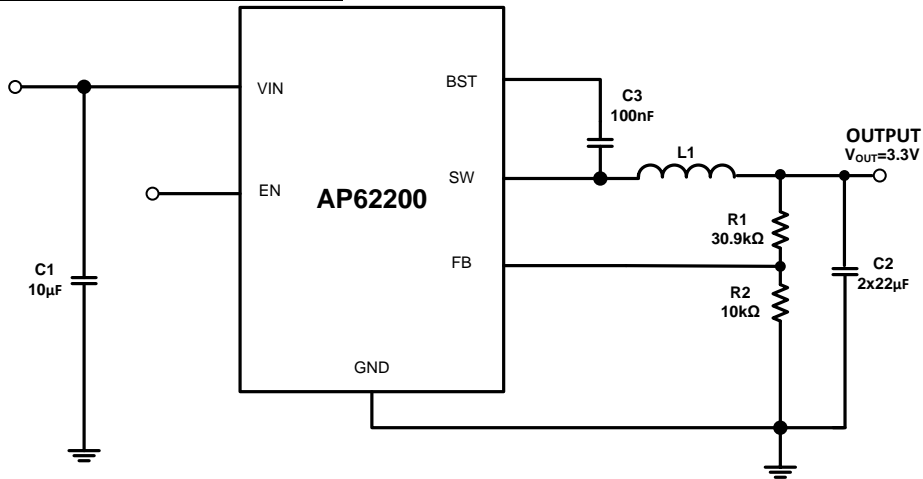 VIN
BST
C3
100nF
OUTPUT
VOUT=3.3V
L1
EN
AP62200
SW
R1
30.9kΩ
FB
C1
10μF
C2
2x22μF
R2
10kΩ
GND